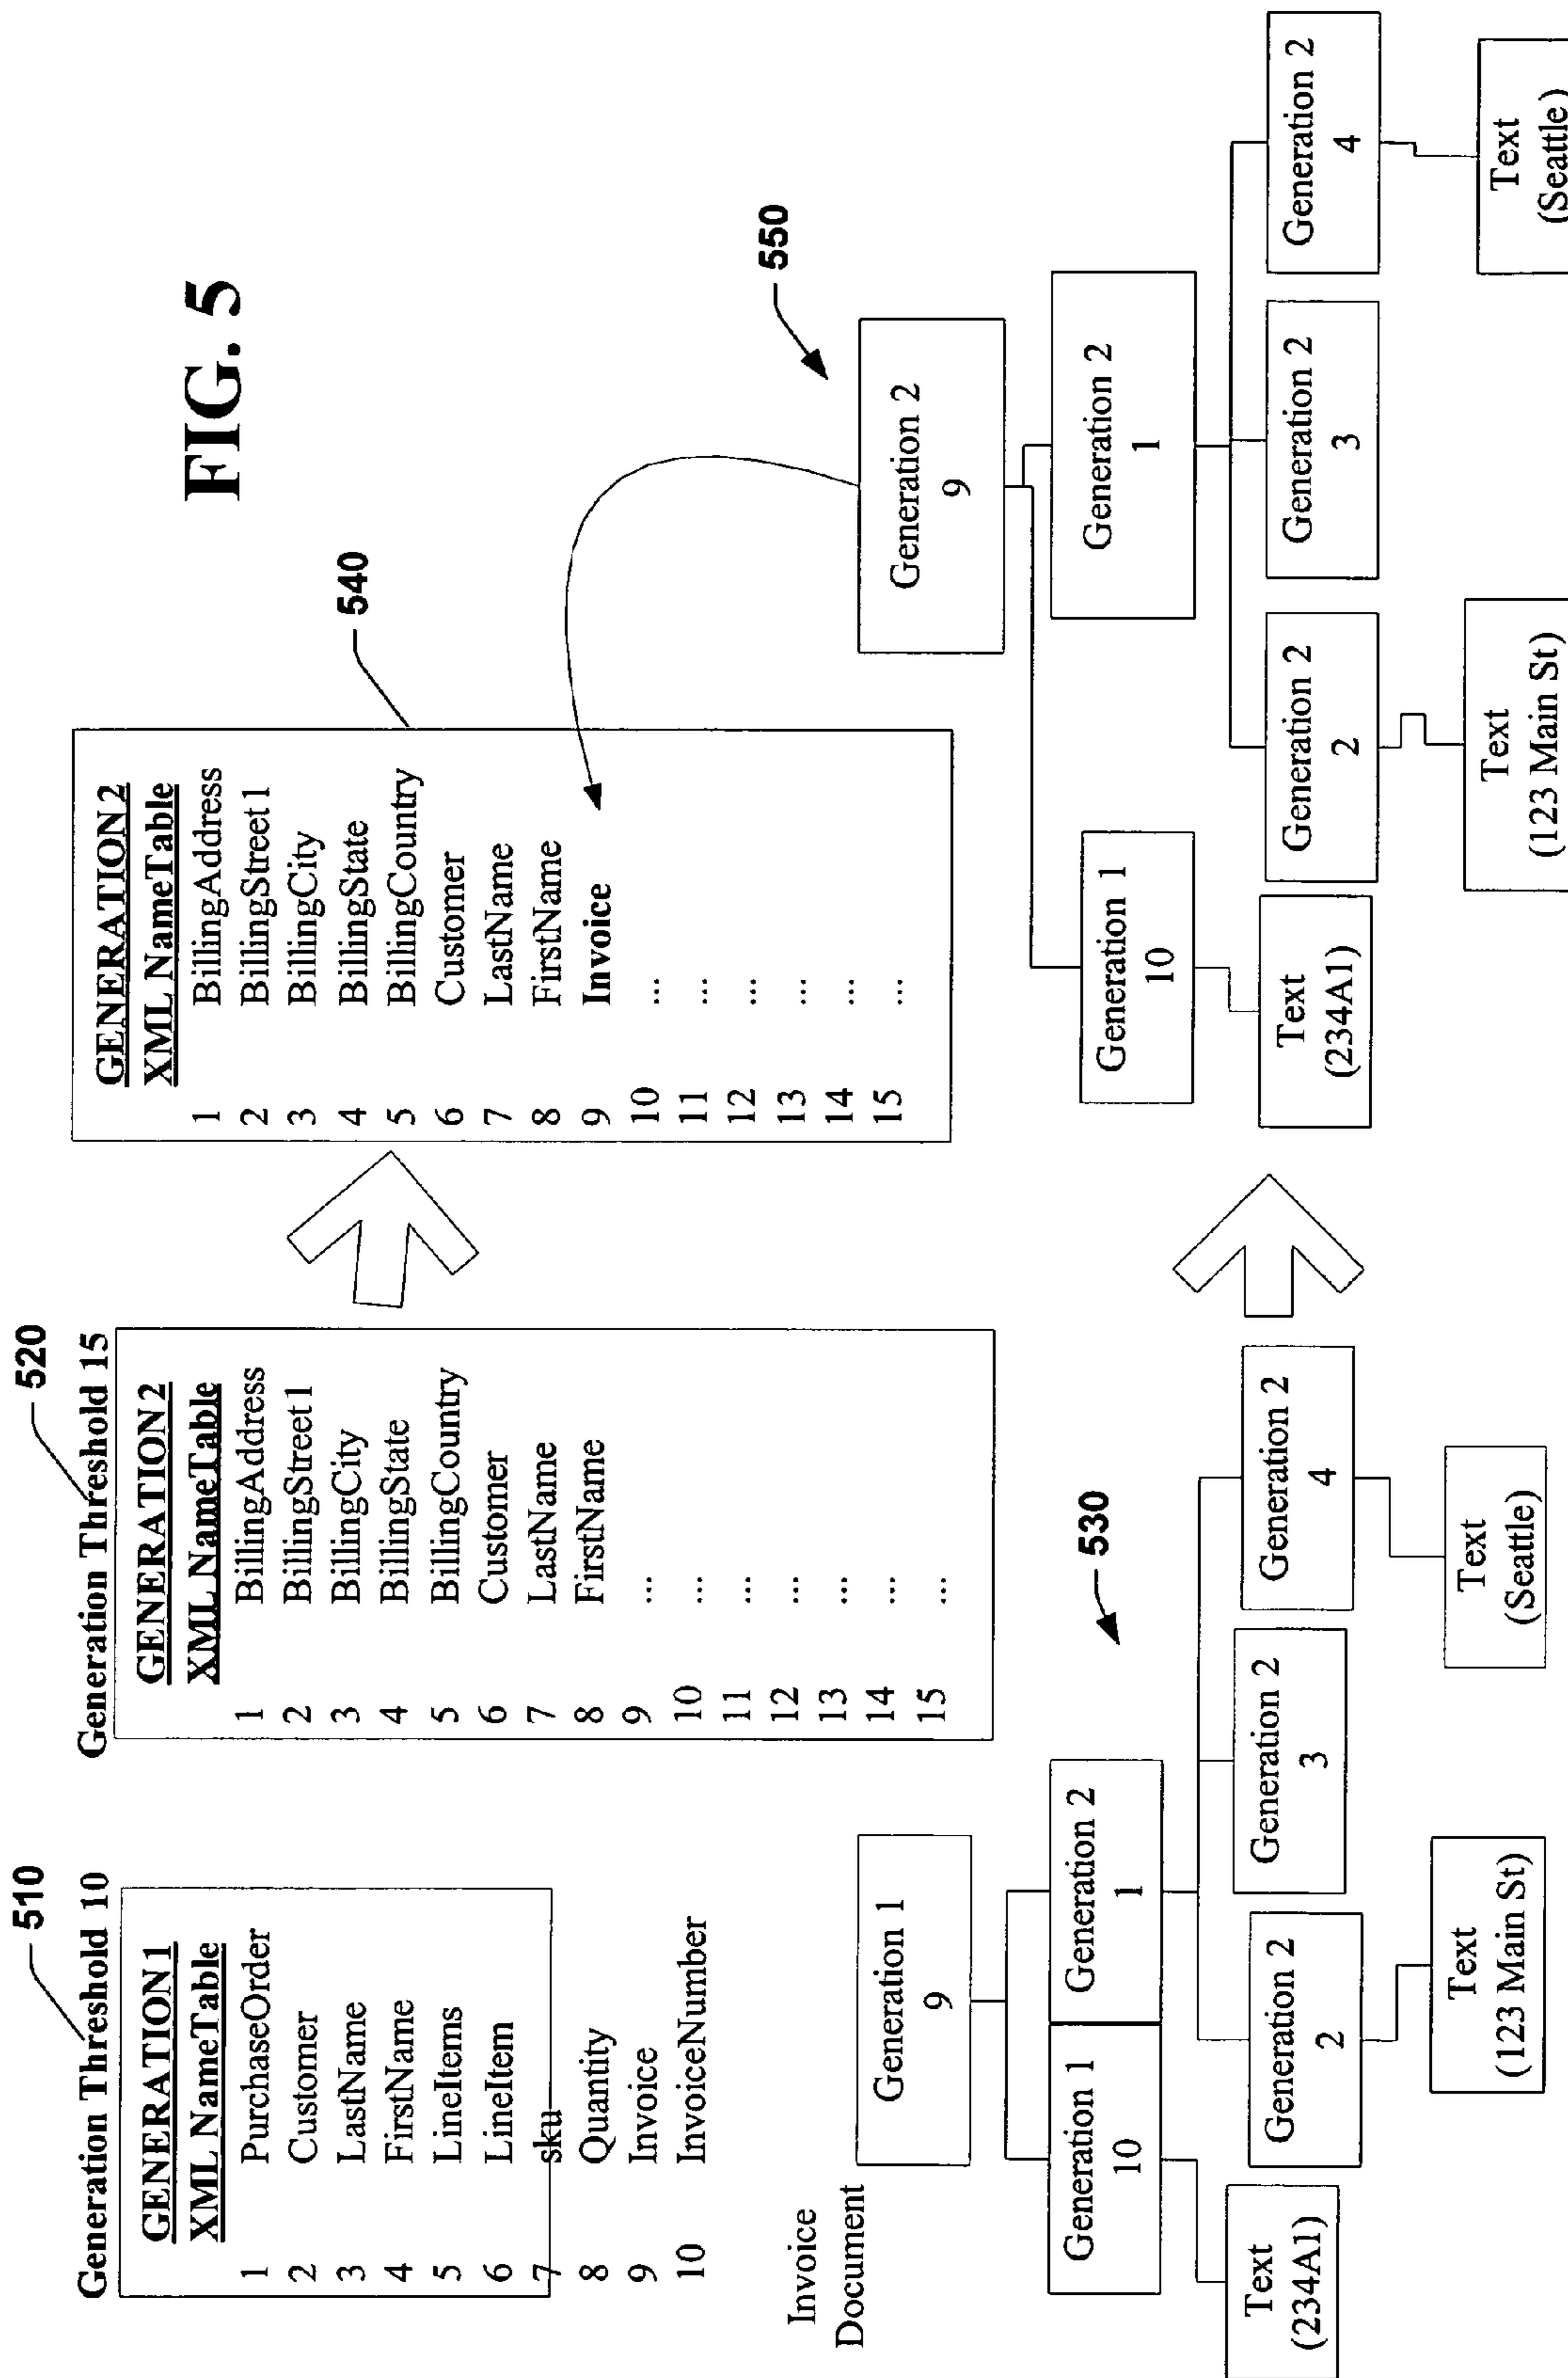 FIG. 5
510
Generation Threshold 10
GENERATION1
XML NameTable
1 PurchaseOrder
2 Customer
3 LastName
4 FirstName
5 LineItems
6 LineItem
7 sku
8 Quantity
9 Invoice
10 InvoiceNumber
520
Generation Threshold 15
GENERATION2
XML NameTable
1 BillingAddress
2 BillingStreet1
3 BillingCity
4 BillingState
5 BillingCountry
6 Customer
7 LastName
8 FirstName
9 ...
10 ...
11 ...
12 ...
13 ...
14 ...
15 ...
540
GENERATION2
XML NameTable
1 BillingAddress
2 BillingStreet1
3 BillingCity
4 BillingState
5 BillingCountry
6 Customer
7 LastName
8 FirstName
9 Invoice
10 ...
11 ...
12 ...
13 ...
14 ...
15 ...
Invoice
Document
530
Generation 1
9
Generation 1
10
Generation 2
1
Text
(234A1)
Generation 2
2
Generation 2
3
Generation 2
4
Text
(123 Main St)
Text
(Seattle)
550
Generation 2
9
Generation 1
10
Generation 2
1
Text
(234A1)
Generation 2
2
Generation 2
3
Generation 2
4
Text
(123 Main St)
Text
(Seattle)